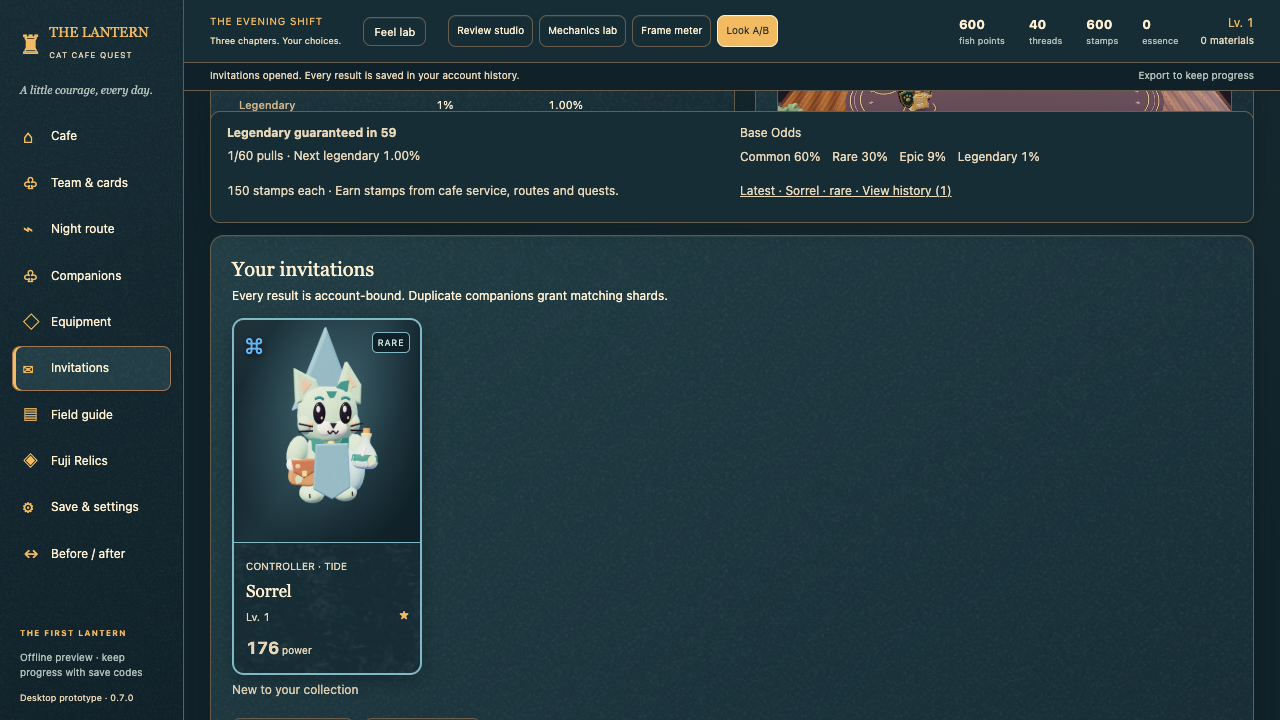 THE LANTERN
CAT CAFE QUEST
A little courage, every day.
Cafe
Team & cards
Night route
Companions
Equipment
Invitations
Field guide
Fuji Relics
Save & settings
Before / after
THE FIRST LANTERN
Offline preview · keep
progress with save codes
Desktop prototype · 0.7.0
THE EVENING SHIFT
Three chapters. Your choices.
Feel lab
Review studio
Mechanics lab
Frame meter
Look A/B
600 fish points
40 threads
600 stamps
0 essence
Lv. 1
0 materials
Invitations opened. Every result is saved in your account history.
Export to keep progress
Legendary 1% 1.00%
Legendary guaranteed in 59
1/60 pulls · Next legendary 1.00%
150 stamps each · Earn stamps from cafe service, routes and quests.
Base Odds
Common 60% Rare 30% Epic 9% Legendary 1%
Latest · Sorrel · rare · View history (1)
Your invitations
Every result is account-bound. Duplicate companions grant matching shards.
RARE
CONTROLLER · TIDE
Sorrel
Lv. 1
176 power
New to your collection